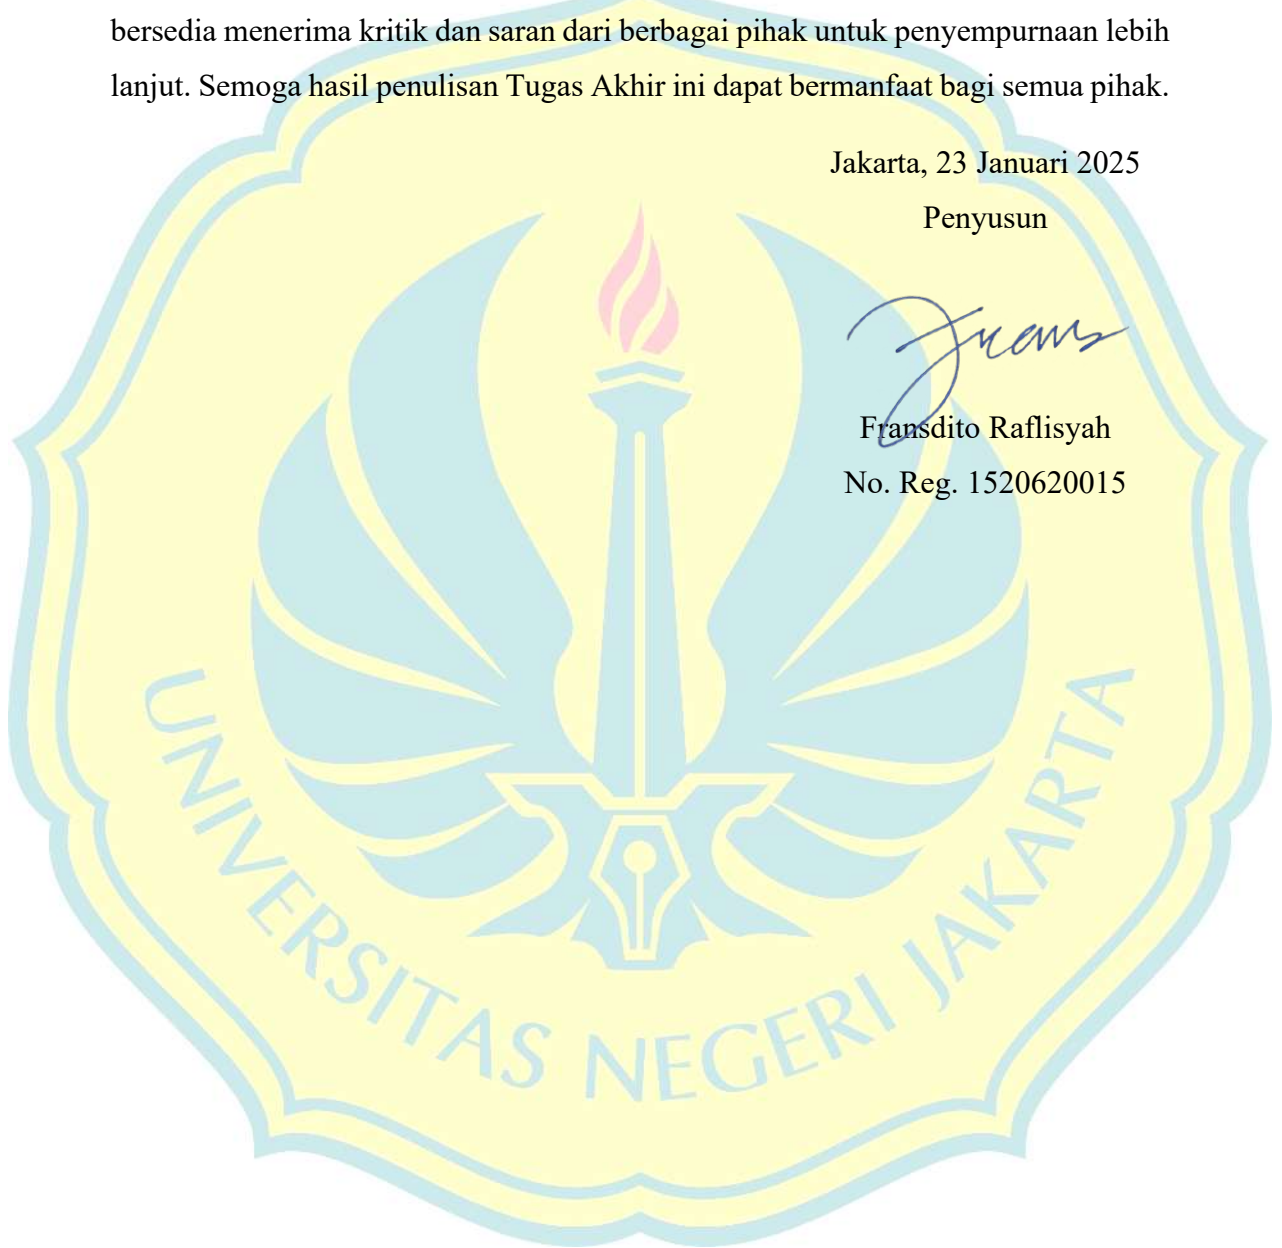 bersedia menerima kritik dan saran dari berbagai pihak untuk penyempurnaan lebih
lanjut. Semoga hasil penulisan Tugas Akhir ini dapat bermanfaat bagi semua pihak.
Jakarta, 23 Januari 2025
Penyusun
Frans
Fransdito Raflisyah
No. Reg. 1520620015
UNIVERSITAS NEGERI JAKARTA